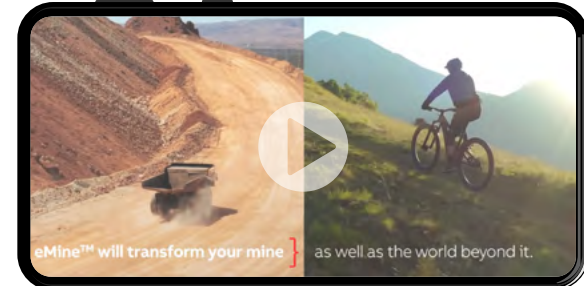 eMine™ will transform your mine } as well as the world beyond it.